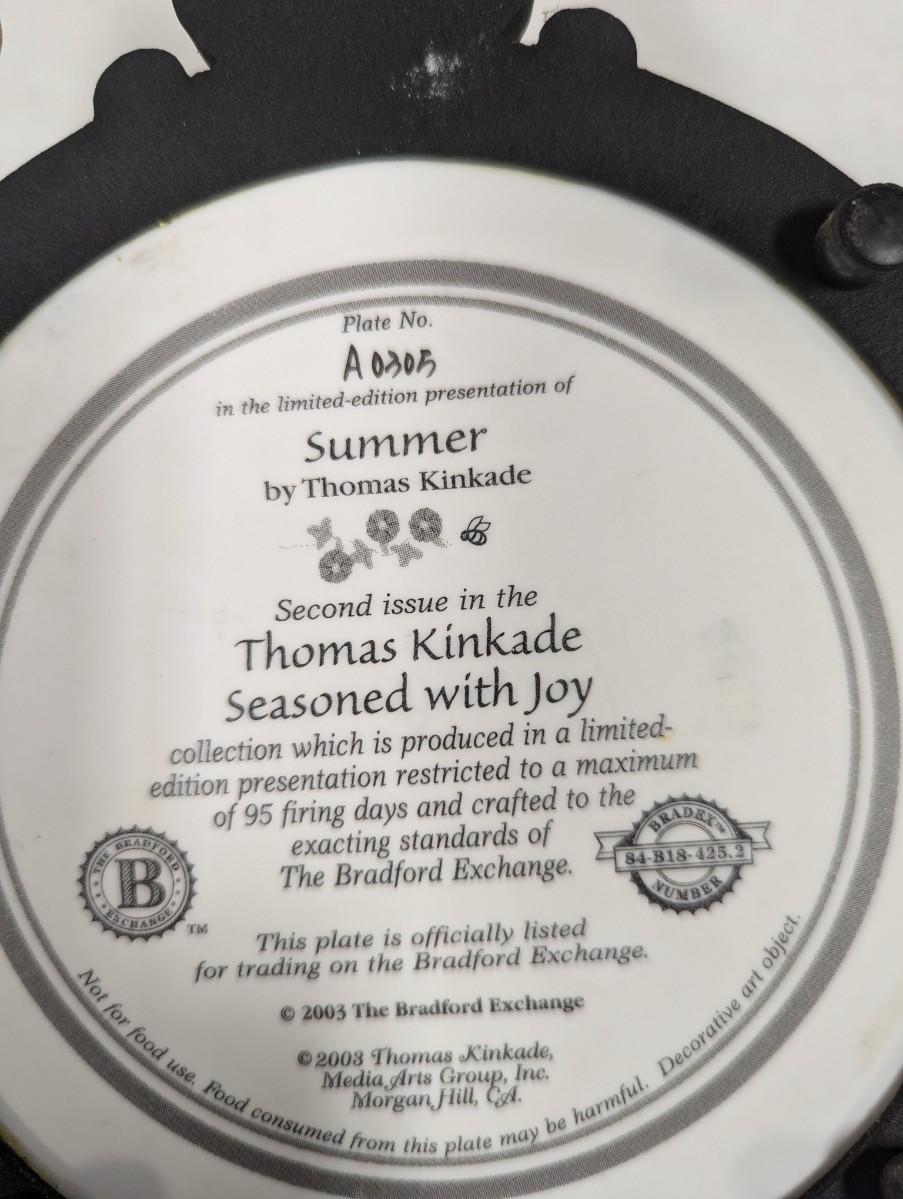 Plate No.
A0305
in the limited-edition presentation of
Summer
by Thomas Kinkade
Second issue in the
Thomas Kinkade
Seasoned with Joy
collection which is produced in a limited-
edition presentation restricted to a maximum
of 95 firing days and crafted to the
exacting standards of
The Bradford Exchange.
THE BRADFORD
B
EXCHANGE
TM
BRADEX™
84-B18-425.2
NUMBER
This plate is officially listed
for trading on the Bradford Exchange.
© 2003 The Bradford Exchange
©2003 Thomas Kinkade,
Media Arts Group, Inc.
Morgan Hill, CA.
Not for food use. Food consumed from this plate may be harmful. Decorative art object.